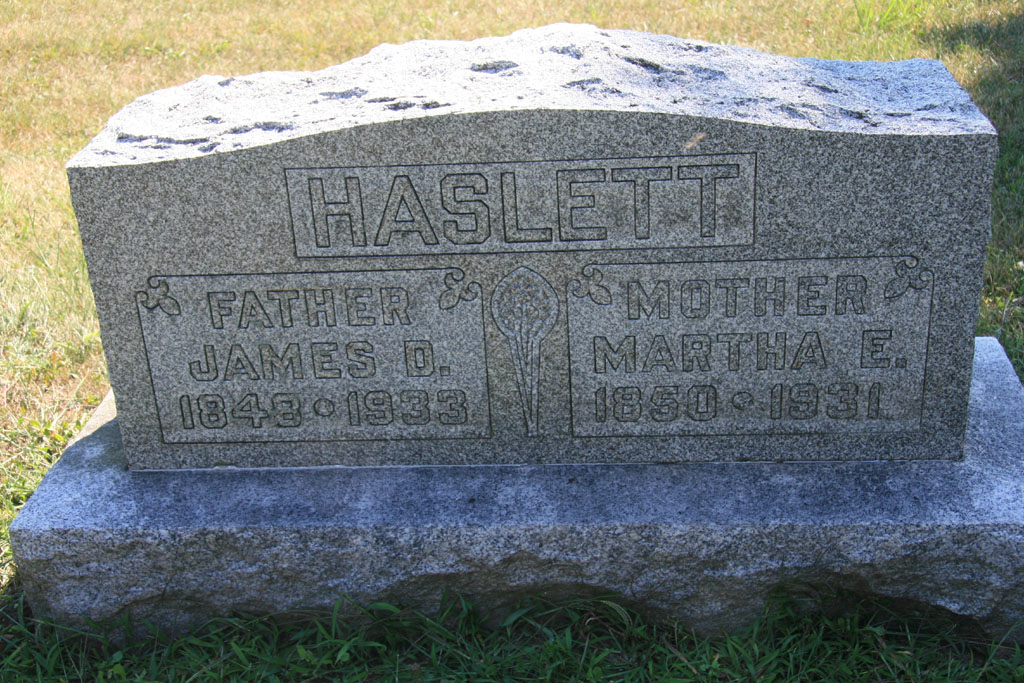 HASLETT
FATHER
JAMES D.
1843 • 1933
MOTHER
MARTHA E.
1850 • 1931